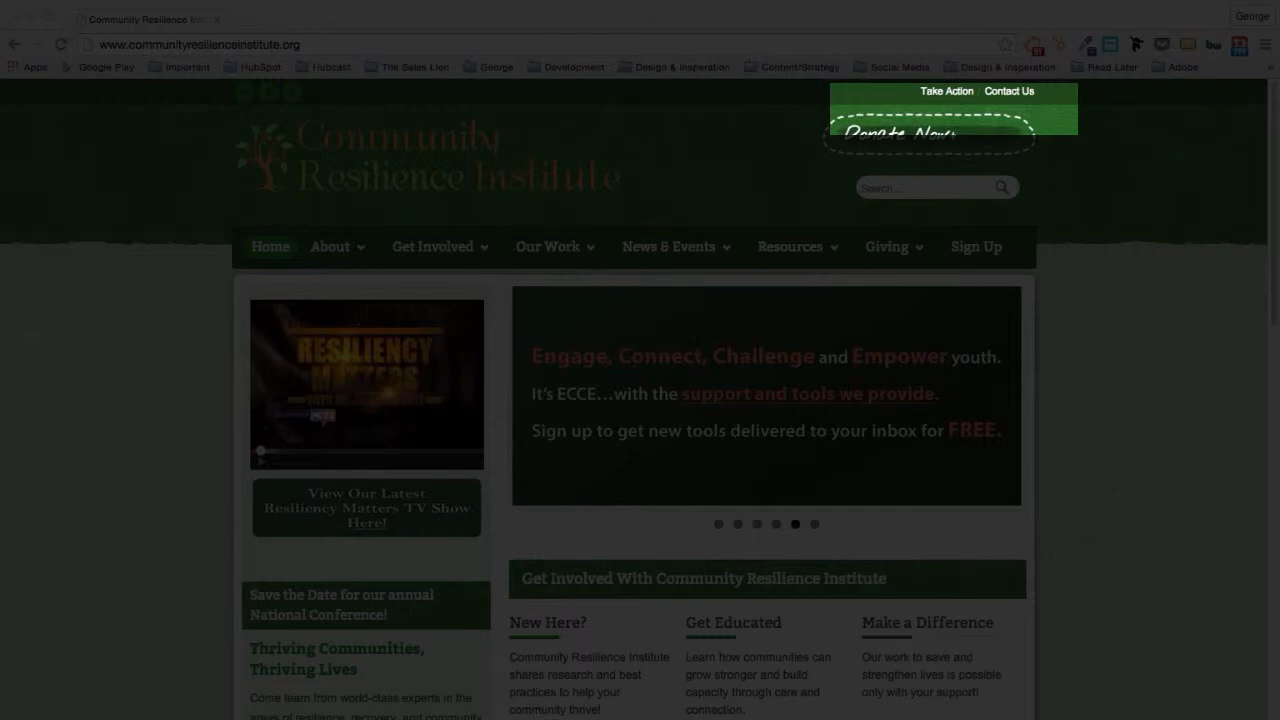 Community Resilience Ins
George
www.communityresilienceinstitute.org
Apps Google Play Important HubSpot Hubcast The Sales Lion George Development Design & Insperation Content/Strategy Social Media Design & Insperation Read Later Adobe
Take Action Contact Us
Donate Now
Community
Resilience Institute
Search...
Home About Get Involved Our Work News & Events Resources Giving Sign Up
RESILIENCY
MATTERS
Engage, Connect, Challenge and Empower youth.
It's ECCE...with the support and tools we provide.
Sign up to get new tools delivered to your inbox for FREE.
View Our Latest
Resiliency Matters TV Show
Here!
Get Involved With Community Resilience Institute
Save the Date for our annual
National Conference!
Thriving Communities,
Thriving Lives
Come learn from world-class experts in the
areas of resilience, recovery, and community
New Here?
Community Resilience Institute
shares research and best
practices to help your
community thrive!
Get Educated
Learn how communities can
grow stronger and build
capacity through care and
connection.
Make a Difference
Our work to save and
strengthen lives is possible
only with your support!